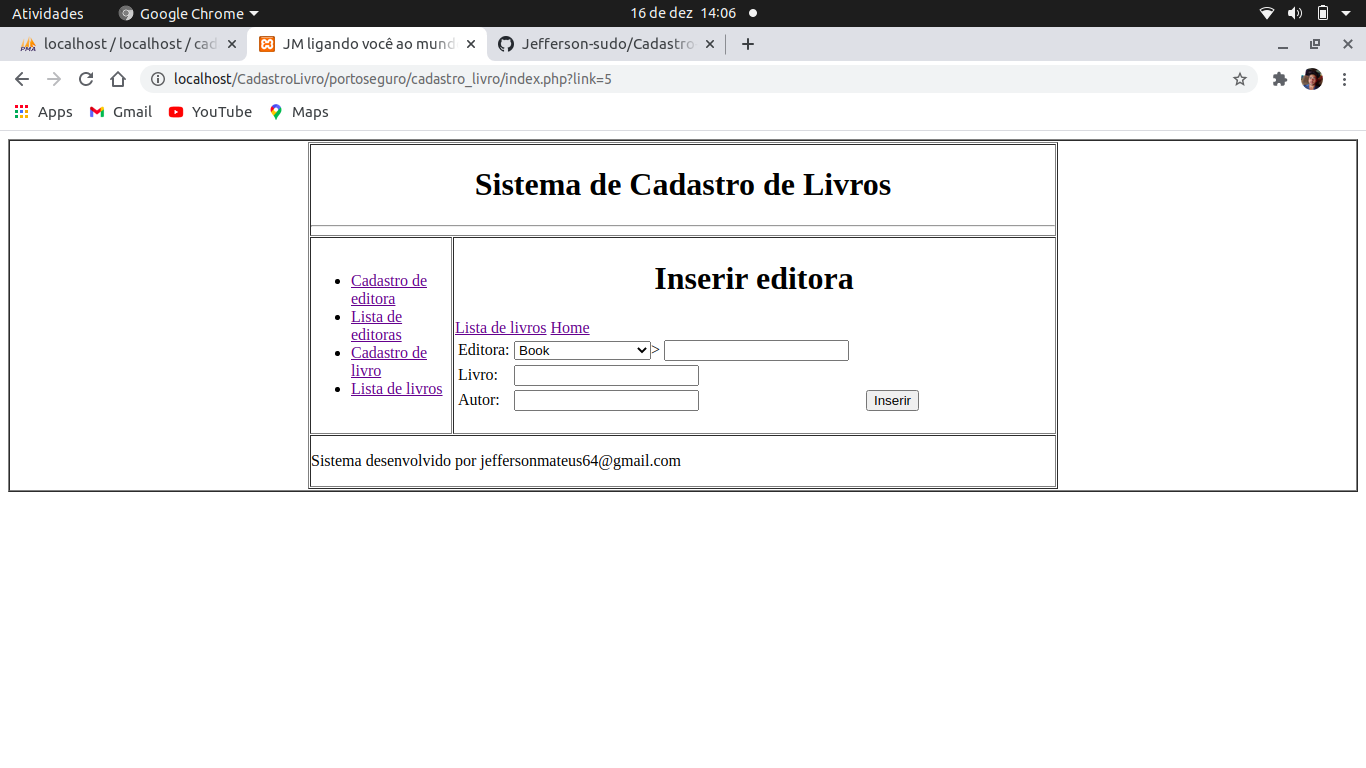 Atividades Google Chrome 16 de dez 14:06
localhost / localhost / cad JM ligando você ao mund Jefferson-sudo/Cadastro
localhost/CadastroLivro/portoseguro/cadastro_livro/index.php?link=5
Apps Gmail YouTube Maps
Sistema de Cadastro de Livros
Cadastro de
editora
Lista de
editoras
Cadastro de
livro
Lista de livros
Inserir editora
Lista de livros Home
Editora: Book >
Livro:
Autor: Inserir
Sistema desenvolvido por jeffersonmateus64@gmail.com